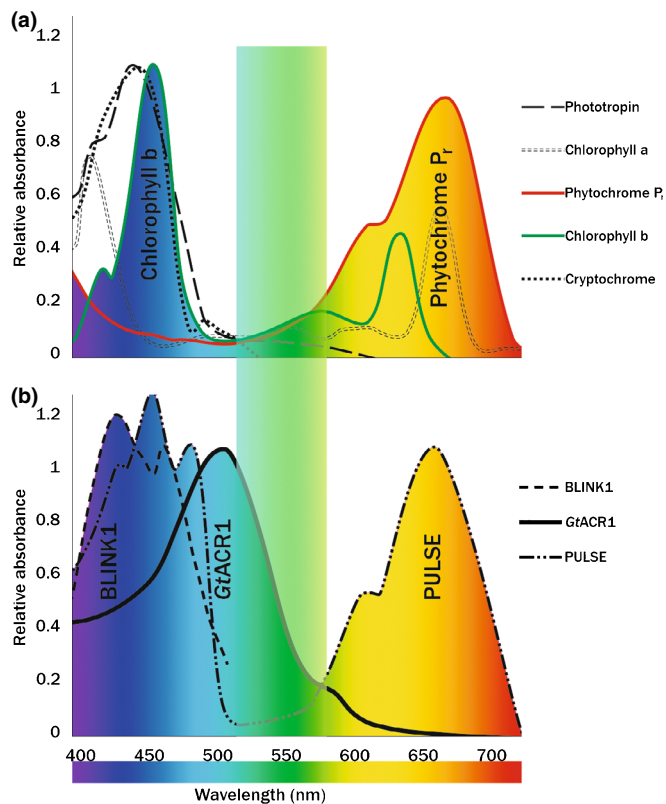 (a)
1.2
1
0.8
0.6
0.4
0.2
0
Relative absorbance
Chlorophyll b
Phytochrome Pr
Phototropin
Chlorophyll a
Phytochrome Pr
Chlorophyll b
Cryptochrome
(b)
1.2
1
0.8
0.6
0.4
0.2
0
Relative absorbance
BLINK1
GtACR1
PULSE
BLINK1
GtACR1
PULSE
400 450 500 550 600 650 700
Wavelength (nm)